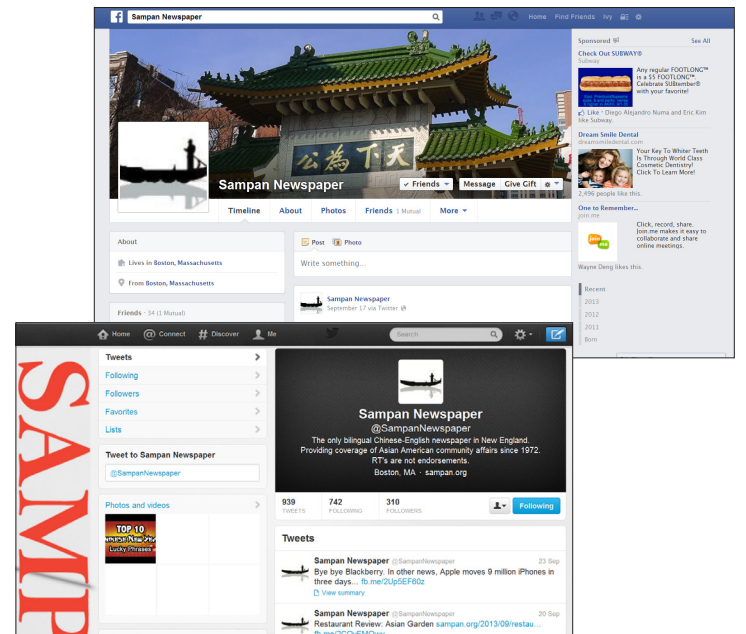 Sampan Newspaper
Home Find Friends Ivy
天下為公
Sampan Newspaper
Friends Message Give Gift
Timeline About Photos Friends 1 Mutual More
About
Lives in Boston, Massachusetts
From Boston, Massachusetts
Friends · 34 (1 Mutual)
Post Photo
Write something...
Sampan Newspaper
September 17 via Twitter
Sponsored See All
Check Out SUBWAY®
Subway
Any regular FOOTLONG™
is a $5 FOOTLONG™.
Celebrate SUBtember®
with your favorite!
Like · Diego Alejandro Numa and Eric Kim
like Subway.
Dream Smile Dental
dreamsmiledental.com
Your Key To Whiter Teeth
Is Through World Class
Cosmetic Dentistry!
Click To Learn More!
2,496 people like this.
One to Remember...
join.me
join
me
Click, record, share.
Join.me makes it easy to
collaborate and share
online meetings.
Wayne Deng likes this.
Recent
2013
2012
2011
Born
Home @ Connect # Discover Me
Search
SAMP
Tweets
Following
Followers
Favorites
Lists
Tweet to Sampan Newspaper
@SampanNewspaper
Photos and videos
TOP 10
Lucky Phrases
Sampan Newspaper
@SampanNewspaper
The only bilingual Chinese-English newspaper in New England.
Providing coverage of Asian American community affairs since 1972.
RT's are not endorsements.
Boston, MA · sampan.org
939 742 310
TWEETS FOLLOWING FOLLOWERS
Following
Tweets
Sampan Newspaper @SampanNewspaper 23 Sep
Bye bye Blackberry. In other news, Apple moves 9 million iPhones in
three days... fb.me/2Up5EF60z
View summary
Sampan Newspaper @SampanNewspaper 20 Sep
Restaurant Review: Asian Garden sampan.org/2013/09/restau...